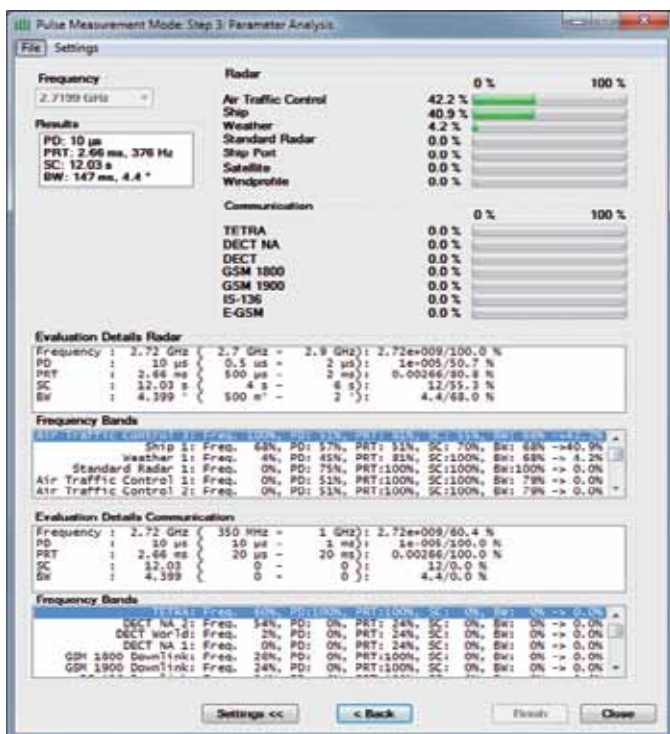 Pulse Measurement Mode: Step 3: Parameter Analysis
File Settings
Frequency
2.7199 GHz
Results
PD: 10 µs
PRT: 2.66 ms, 376 Hz
SC: 12.03 s
BW: 147 ms, 4.4 °
Radar
0 % 100 %
Air Traffic Control 42.2 %
Ship 40.9 %
Weather 4.2 %
Standard Radar 0.0 %
Ship Port 0.0 %
Satellite 0.0 %
Windprofile 0.0 %
Communication
0 % 100 %
TETRA 0.0 %
DECT NA 0.0 %
DECT 0.0 %
GSM 1800 0.0 %
GSM 1900 0.0 %
IS-136 0.0 %
E-GSM 0.0 %
Evaluation Details Radar
Frequency : 2.72 GHz ( 2.7 GHz - 2.9 GHz): 2.72e+009/100.0 %
PD : 10 µs ( 0.5 µs - 2 µs): 1e-005/50.7 %
PRT : 2.66 ms ( 500 µs - 2 ms): 0.00266/80.8 %
SC : 12.03 s ( 4 s - 6 s): 12/55.3 %
BW : 4.399 ° ( 500 m° - 2 °): 4.4/68.0 %
Frequency Bands
Air Traffic Control 3: Freq. 100%, PD: 51%,
Ship 1: Freq. 68%, PD: 57%, PRT: 51%, SC: 70%, BW: 68% ->40.9%
Weather 1: Freq. PD: 45%, PRT: 81%, SC:100%, BW: 68% -> 4.2%
Standard Radar 1: Freq. 0%, PD: 75%, PRT:100%, SC:100%, BW:100% -> 0.0%
Air Traffic Control 1: Freq. 0%, PD: 51%, PRT:100%, SC:100%, BW: 79% -> 0.0%
Air Traffic Control 2: Freq. 0%, PD: 51%, PRT:100%, SC:100%, BW: 79% -> 0.0%
Evaluation Details Communication
Frequency : 2.72 GHz ( 350 MHz - 1 GHz): 2.72e+009/60.4 %
PD : 10 µs ( 10 µs - 1 ms): 1e-005/100.0 %
PRT : 2.66 ms ( 20 µs - 20 ms): 0.00266/100.0 %
SC : 12.03 ( 0 - 0 ): 12/0.0 %
BW : 4.399 ( 0 - 0 ): 4.4/0.0 %
Frequency Bands
TETRA: Freq. 60%, PD:100%, PRT:100%, SC: 0%, BW: 0% -> 0.0%
DECT NA 2: Freq. 54%, PD: 0%, PRT: 24%, SC: 0%, BW: 0% -> 0.0%
DECT World: Freq. 2%, PD: 0%, PRT: 24%, SC: 0%, BW: 0% -> 0.0%
DECT NA 1: Freq. 0%, PD: 0%, PRT: 24%, SC: 0%, BW: 0% -> 0.0%
GSM 1800 Downlink: Freq. 26%, PD: 0%, PRT:100%, SC: 0%, BW: 0% -> 0.0%
GSM 1900 Downlink: Freq. 24%, PD: 0%, PRT:100%, SC: 0%, BW: 0% -> 0.0%
Settings << < Back Finish Close